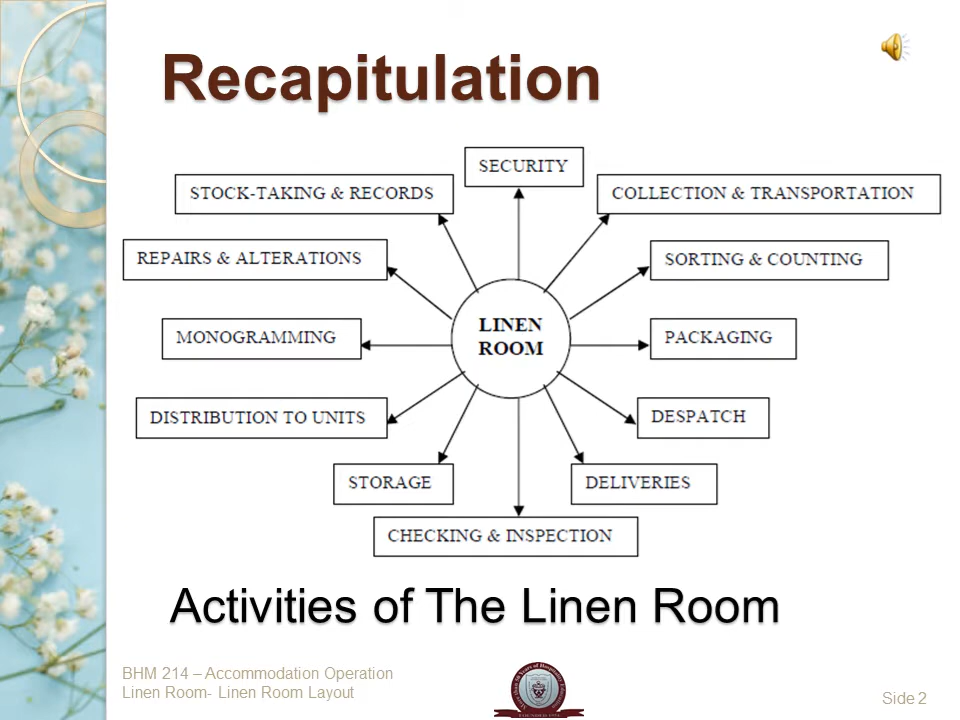 Recapitulation
SECURITY
STOCK-TAKING & RECORDS
COLLECTION & TRANSPORTATION
REPAIRS & ALTERATIONS
SORTING & COUNTING
LINEN
ROOM
MONOGRAMMING
PACKAGING
DISTRIBUTION TO UNITS
DESPATCH
STORAGE
DELIVERIES
CHECKING & INSPECTION
Activities of The Linen Room
BHM 214 – Accommodation Operation
Linen Room- Linen Room Layout
Side 2